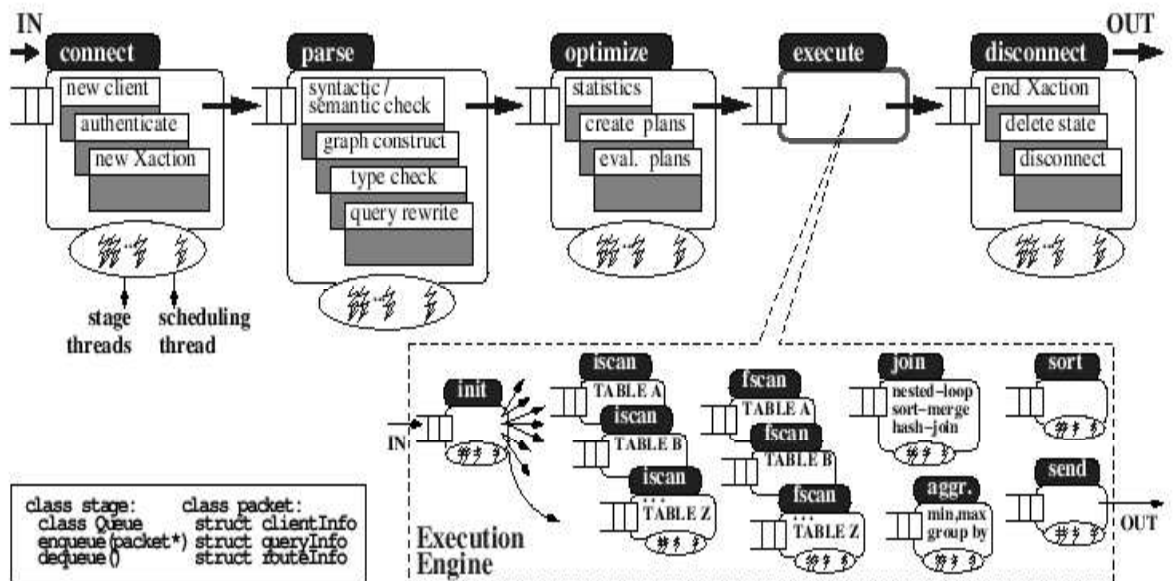 IN
OUT
connect
new client
authenticate
new Xaction
parse
syntactic /
semantic check
graph construct
type check
query rewrite
optimize
statistics
create plans
eval. plans
execute
disconnect
end Xaction
delete state
disconnect
stage
threads
scheduling
thread
IN
init
iscan
TABLE A
iscan
TABLE B
iscan
...
TABLE Z
fscan
TABLE A
fscan
TABLE B
fscan
...
TABLE Z
join
nested-loop
sort-merge
hash-join
aggr.
min,max
group by
sort
send
OUT
Execution
Engine
class stage:
class Queue
enqueue(packet*)
dequeue()
class packet:
struct clientInfo
struct queryInfo
struct routeInfo